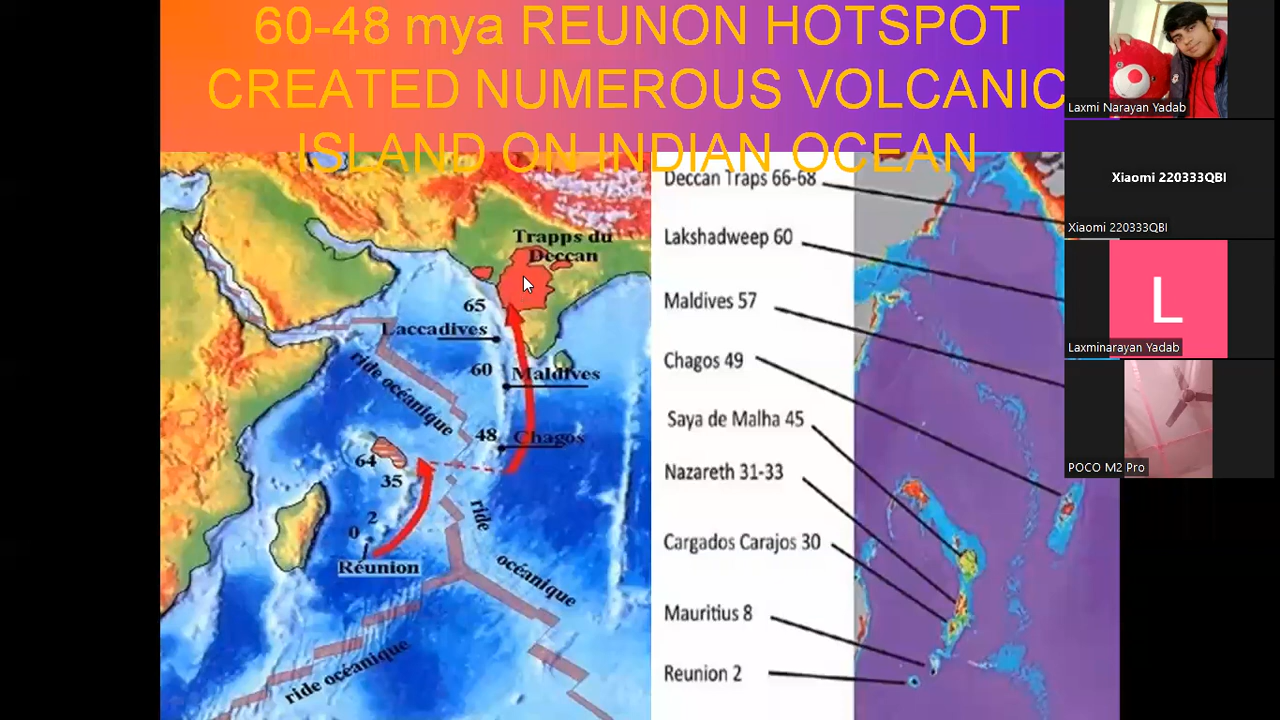 60-48 mya REUNON HOTSPOT
CREATED NUMEROUS VOLCANIC
ISLAND ON INDIAN OCEAN
Trapps du
Deccan
65
Laccadives
ride océanique
60 Maldives
48 Chagos
64
35
ride
2
0
océanique
Réunion
ride océanique
Deccan Traps 66-68
Lakshadweep 60
Maldives 57
Chagos 49
Saya de Malha 45
Nazareth 31-33
Cargados Carajos 30
Mauritius 8
Reunion 2
Laxmi Narayan Yadab
Xiaomi 220333QBI
Xiaomi 220333QBI
L
Laxminarayan Yadab
POCO M2 Pro